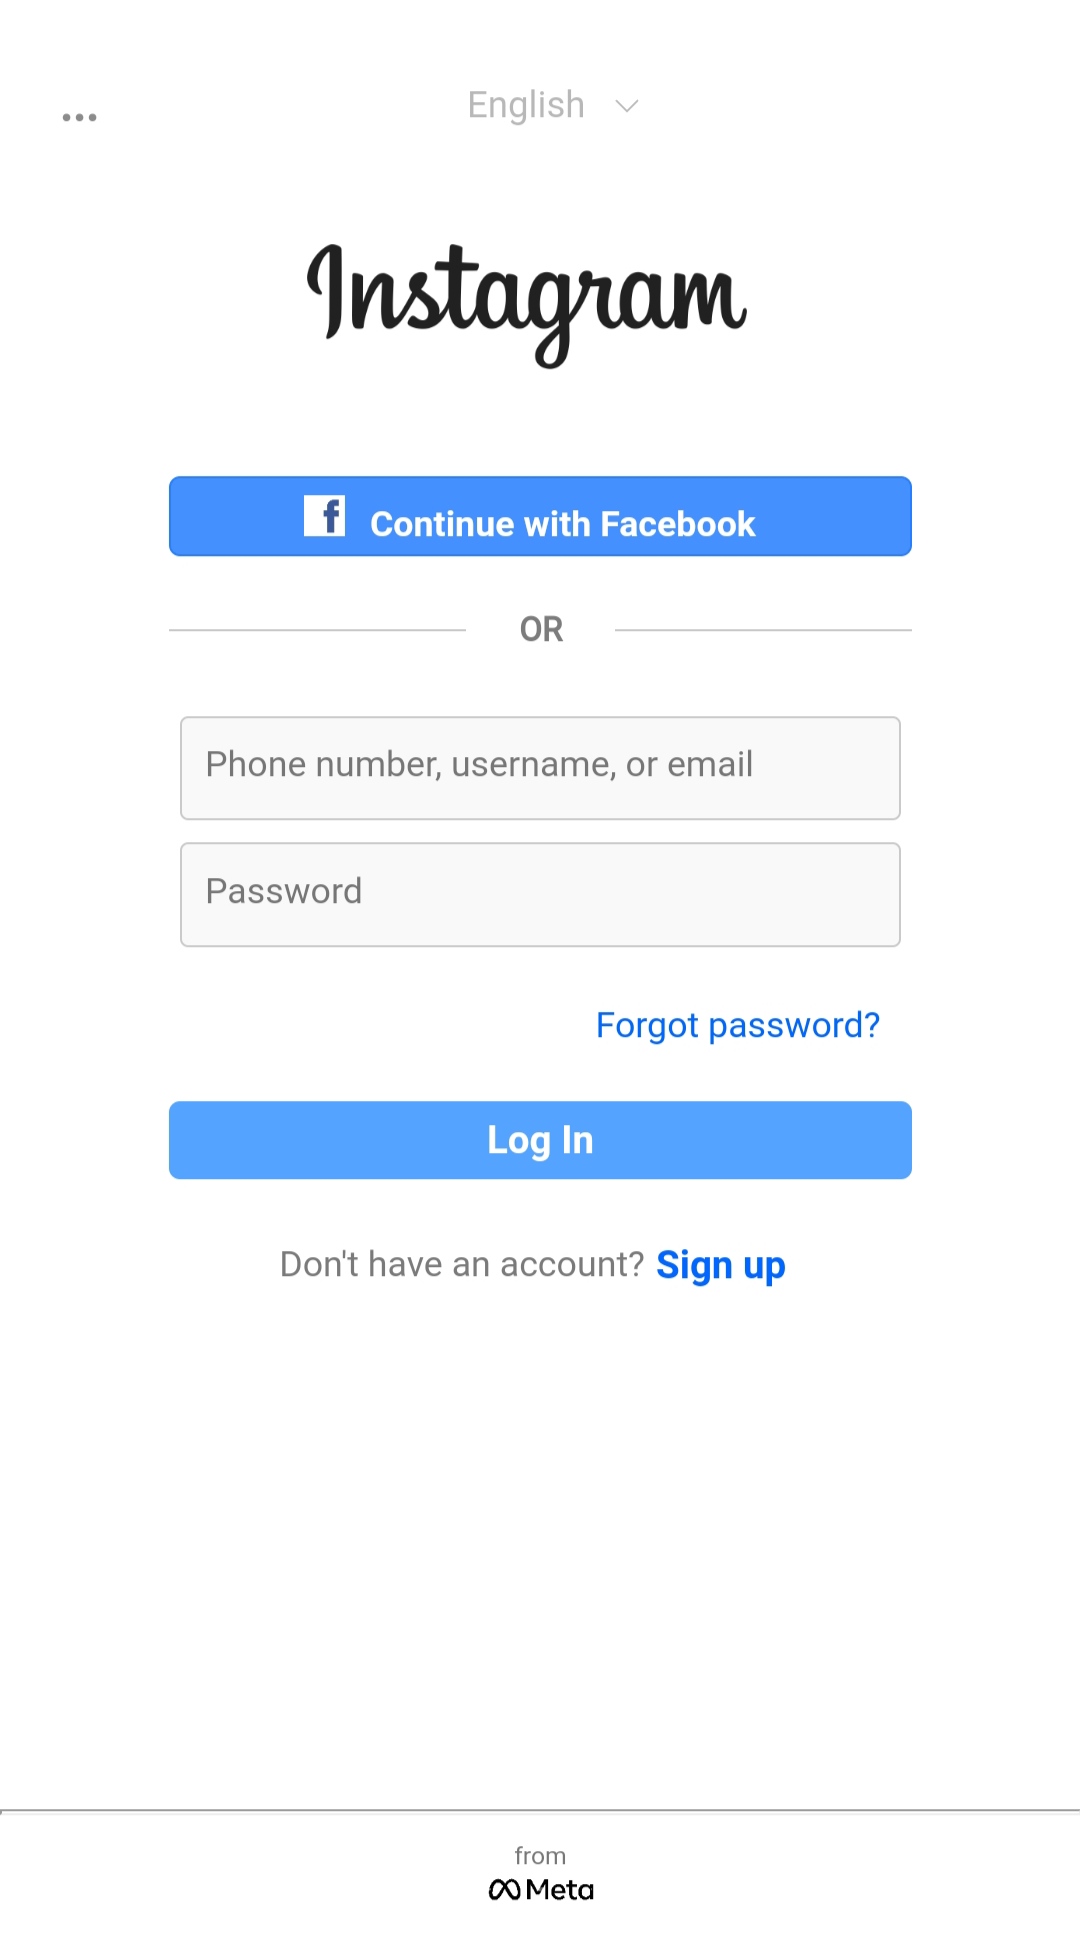 English
Instagram
f Continue with Facebook
OR
Phone number, username, or email
Password
Forgot password?
Log In
Don't have an account? Sign up
from
Meta